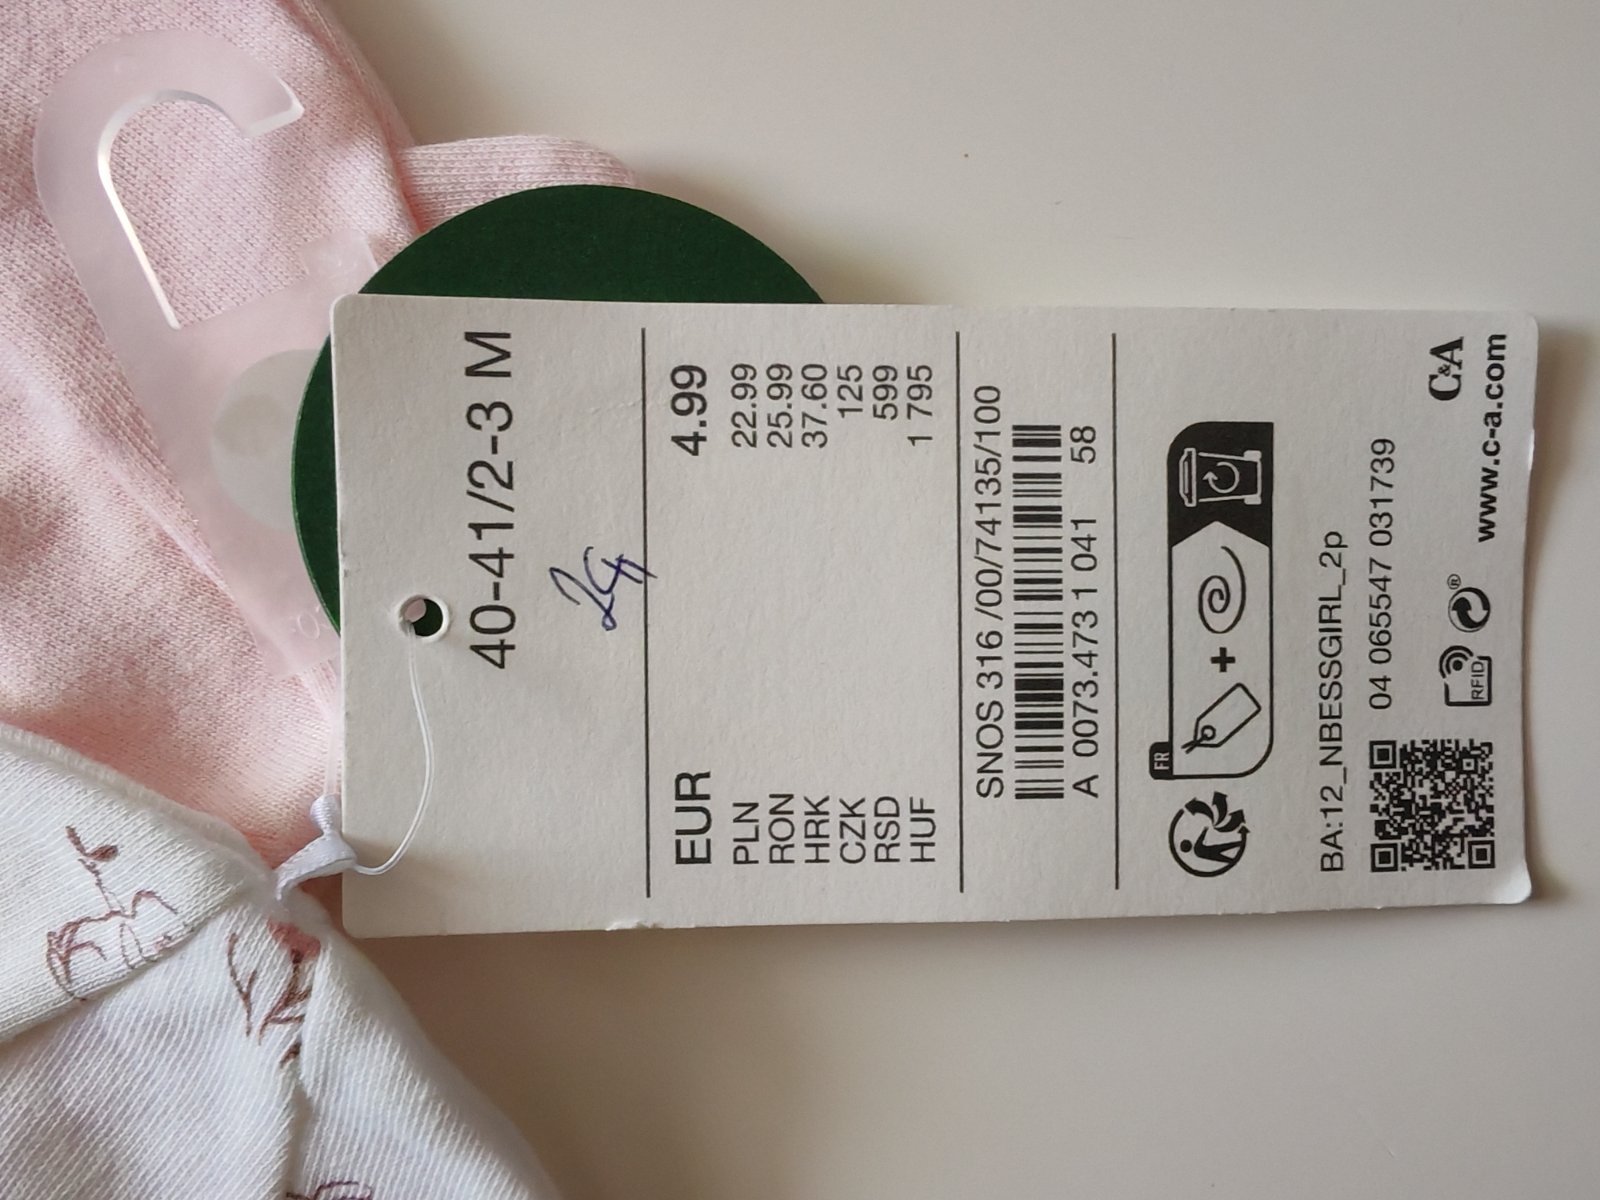 40-41/2-3 M
24
EUR 4.99
PLN 22.99
RON 25.99
HRK 37.60
CZK 125
RSD 599
HUF 1 795
SNOS 316 /00/74135/100
A 0073.473 1 041 58
FR
BA:12_NBESSGIRL_2p
04 065547 031739
RFID
®
C&A
www.c-a.com